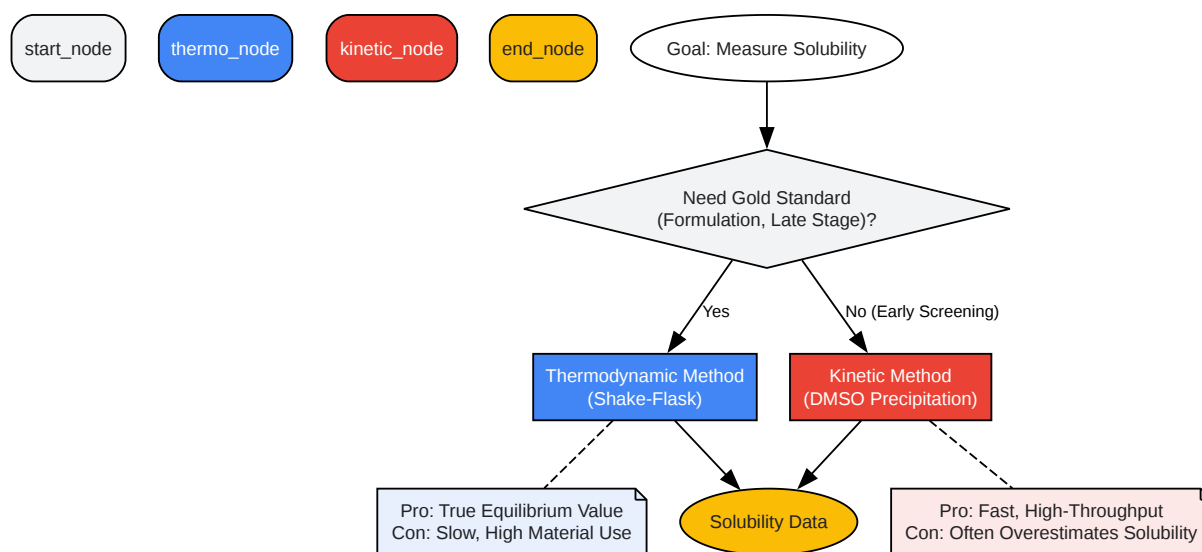 start_node
thermo_node
kinetic_node
end_node
Goal: Measure Solubility
Need Gold Standard
(Formulation, Late Stage)?
Yes
No (Early Screening)
Thermodynamic Method
(Shake-Flask)
Kinetic Method
(DMSO Precipitation)
Pro: True Equilibrium Value
Con: Slow, High Material Use
Solubility Data
Pro: Fast, High-Throughput
Con: Often Overestimates Solubility